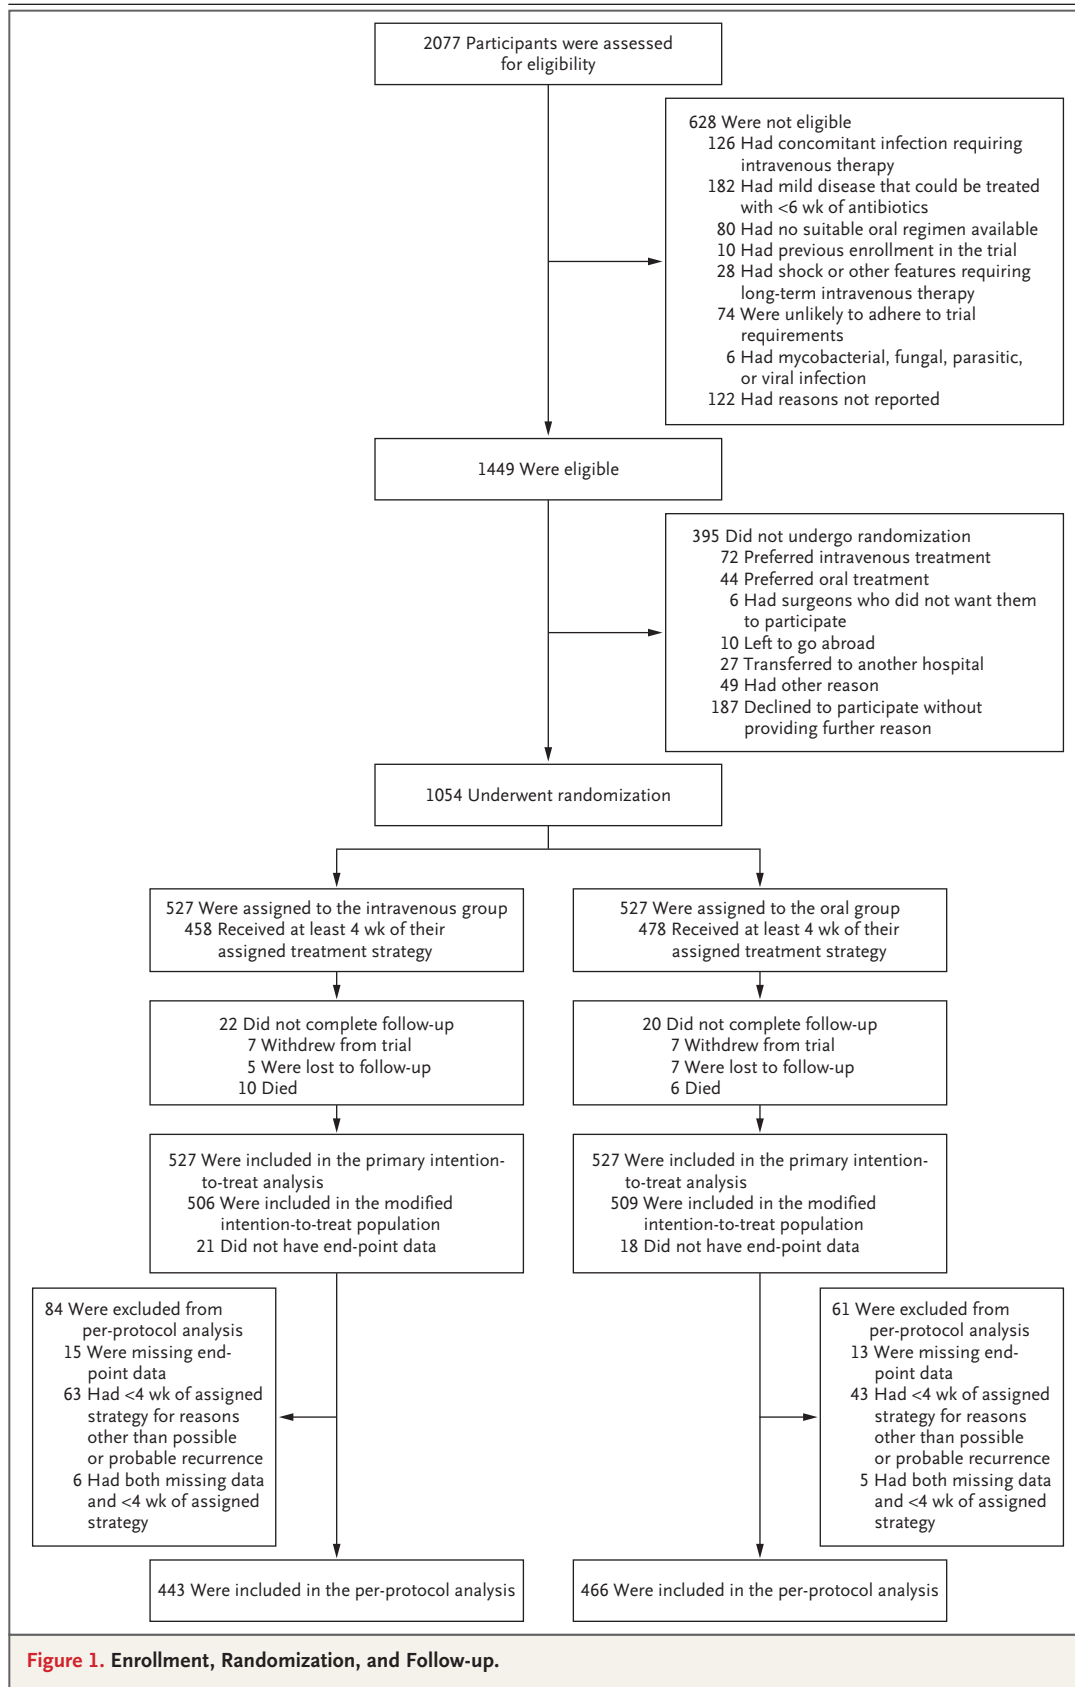 2077 Participants were assessed
for eligibility
628 Were not eligible
126 Had concomitant infection requiring
intravenous therapy
182 Had mild disease that could be treated
with <6 wk of antibiotics
80 Had no suitable oral regimen available
10 Had previous enrollment in the trial
28 Had shock or other features requiring
long-term intravenous therapy
74 Were unlikely to adhere to trial
requirements
6 Had mycobacterial, fungal, parasitic,
or viral infection
122 Had reasons not reported
1449 Were eligible
395 Did not undergo randomization
72 Preferred intravenous treatment
44 Preferred oral treatment
6 Had surgeons who did not want them
to participate
10 Left to go abroad
27 Transferred to another hospital
49 Had other reason
187 Declined to participate without
providing further reason
1054 Underwent randomization
527 Were assigned to the intravenous group
458 Received at least 4 wk of their
assigned treatment strategy
527 Were assigned to the oral group
478 Received at least 4 wk of their
assigned treatment strategy
22 Did not complete follow-up
7 Withdrew from trial
5 Were lost to follow-up
10 Died
20 Did not complete follow-up
7 Withdrew from trial
7 Were lost to follow-up
6 Died
527 Were included in the primary intention-
to-treat analysis
506 Were included in the modified
intention-to-treat population
21 Did not have end-point data
527 Were included in the primary intention-
to-treat analysis
509 Were included in the modified
intention-to-treat population
18 Did not have end-point data
84 Were excluded from
per-protocol analysis
15 Were missing end-
point data
63 Had <4 wk of assigned
strategy for reasons
other than possible
or probable recurrence
6 Had both missing data
and <4 wk of assigned
strategy
61 Were excluded from
per-protocol analysis
13 Were missing end-
point data
43 Had <4 wk of assigned
strategy for reasons
other than possible
or probable recurrence
5 Had both missing data
and <4 wk of assigned
strategy
443 Were included in the per-protocol analysis
466 Were included in the per-protocol analysis
Figure 1. Enrollment, Randomization, and Follow-up.